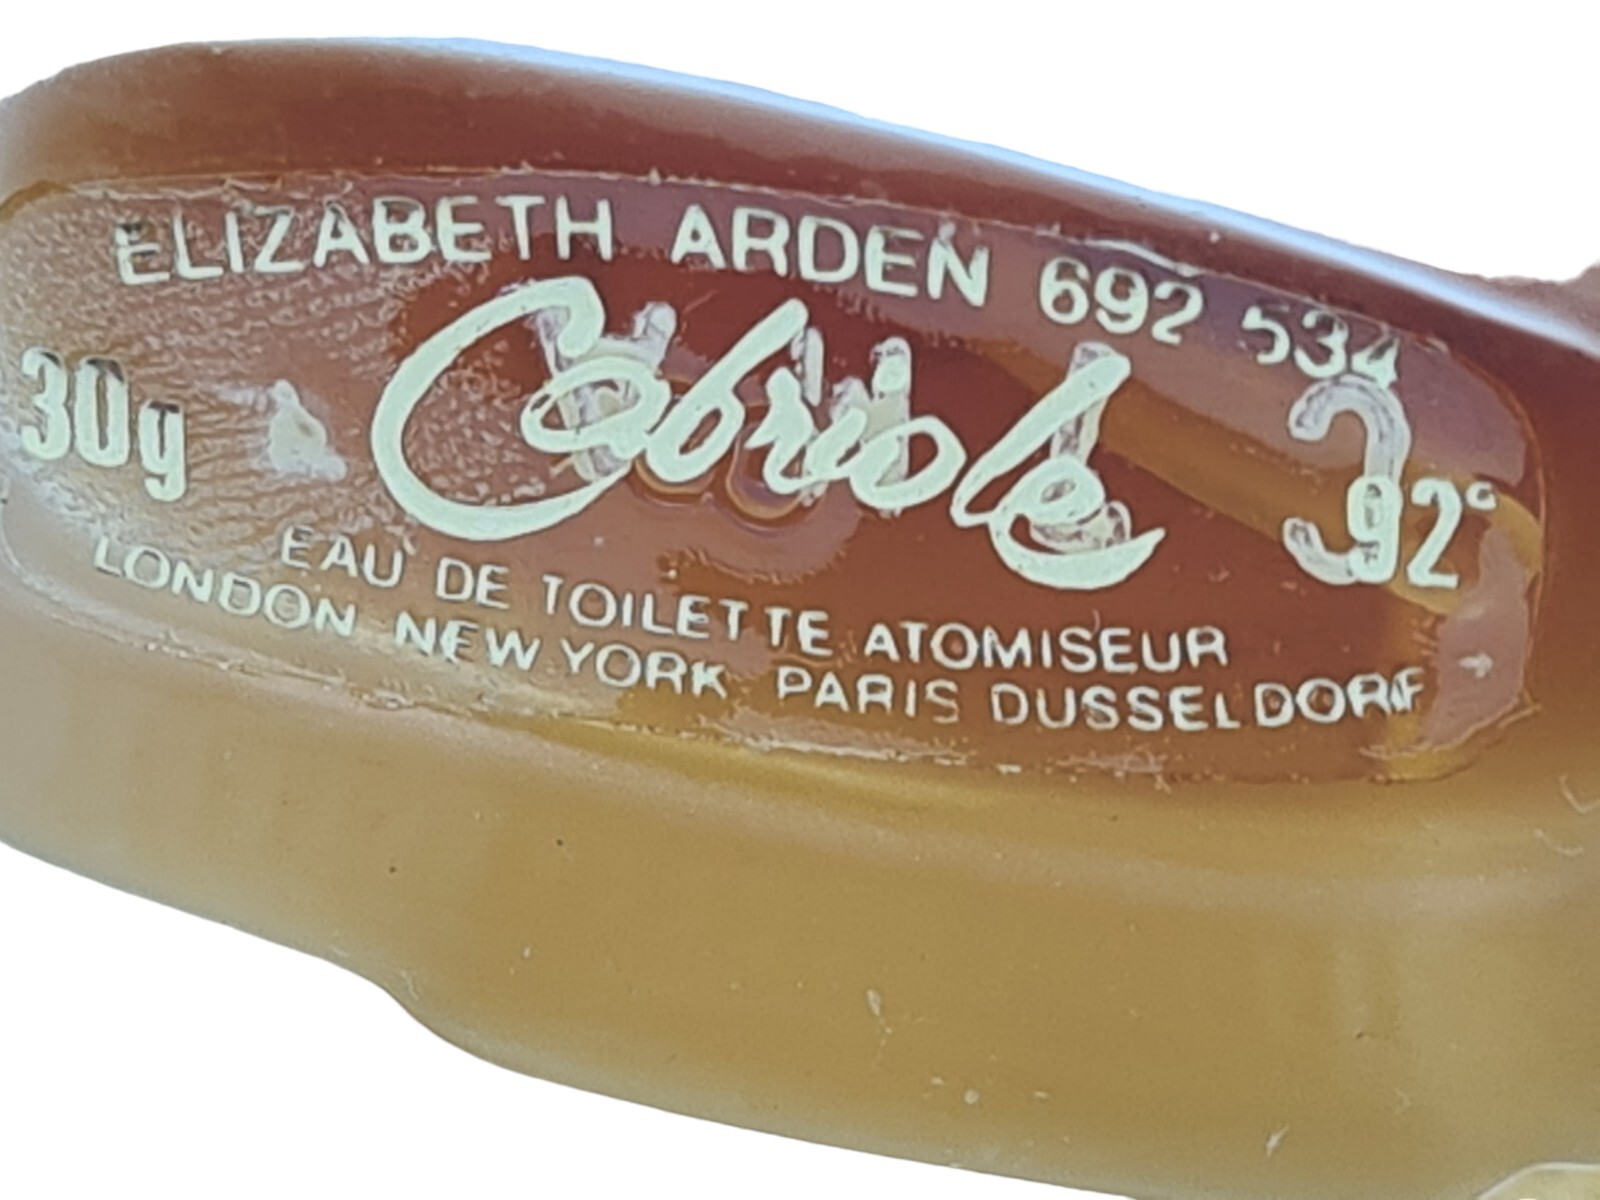 ELIZABETH ARDEN 692 534
30g Cabriole 92°
EAU DE TOILETTE ATOMISEUR
LONDON NEW YORK PARIS DUSSELDORF